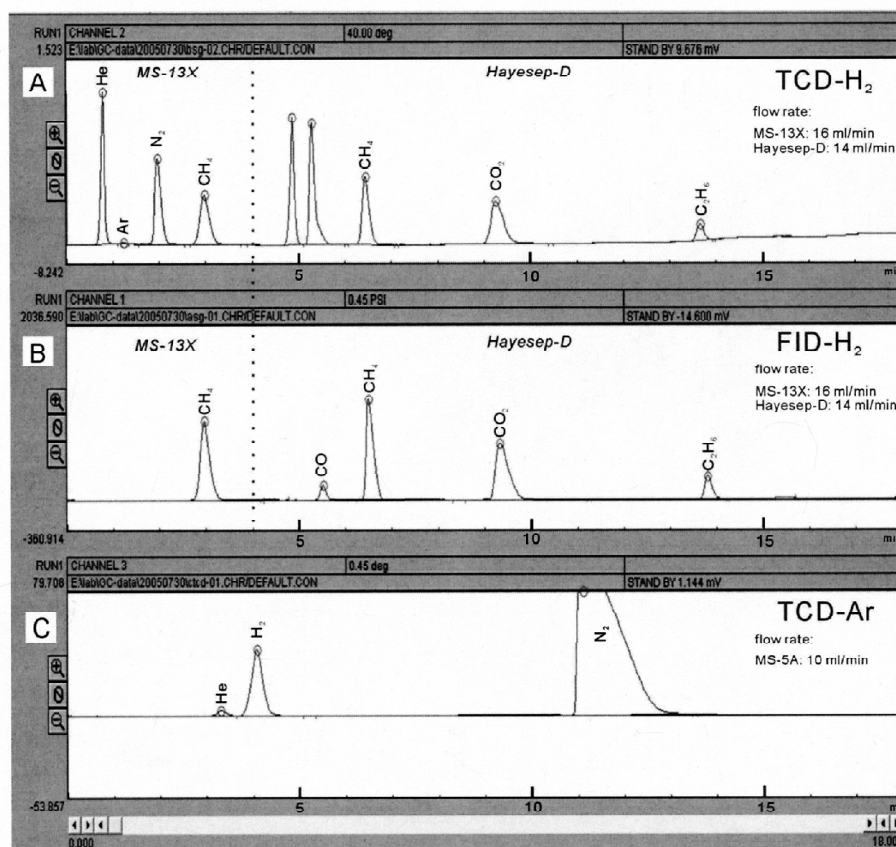 RUN1 CHANNEL 2 40.00 deg
1.523 E:\lab\GC-data\20050730\bsg-02.CHR/DEFAULT.CON STAND BY 9.676 mV
A
MS-13X Hayesep-D TCD-H₂
flow rate:
MS-13X: 16 ml/min
Hayesep-D: 14 ml/min
He Ar N₂ CH₄ CH₄ CO₂ C₂H₆
-8.242 5 10 15
RUN1 CHANNEL 1 0.45 PSI
2036.590 E:\lab\GC-data\20050730\asg-01.CHR/DEFAULT.CON STAND BY -14.600 mV
B
MS-13X Hayesep-D FID-H₂
flow rate:
MS-13X: 16 ml/min
Hayesep-D: 14 ml/min
CH₄ CO CH₄ CO₂ C₂H₆
-360.914 5 10 15
RUN1 CHANNEL 3 0.45 deg
79.708 E:\lab\GC-data\20050730\ctcd-01.CHR/DEFAULT.CON STAND BY 1.144 mV
C
TCD-Ar
flow rate:
MS-5A: 10 ml/min
He H₂ N₂
-53.857 5 10 15
0.000 18.00